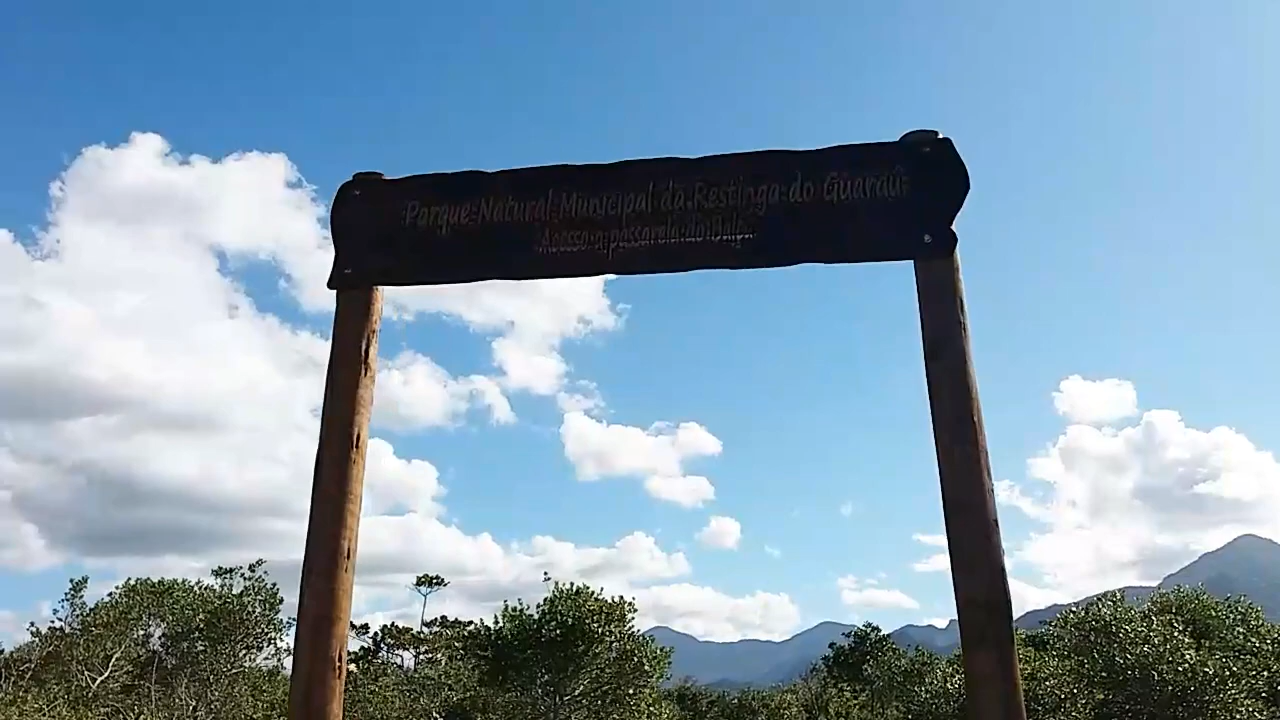 Parque Natural Municipal da Restinga do Guaraú
Acesso a passarela do